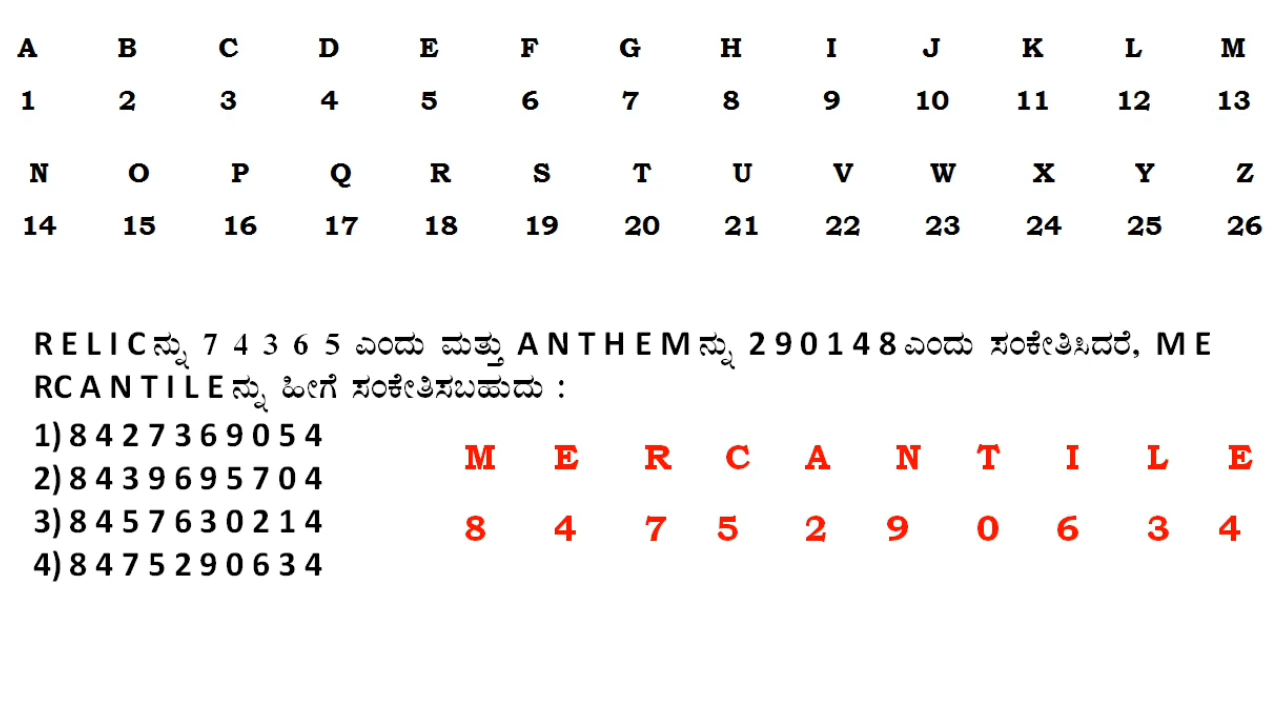 A B C D E F G H I J K L M
1 2 3 4 5 6 7 8 9 10 11 12 13
N O P Q R S T U V W X Y Z
14 15 16 17 18 19 20 21 22 23 24 25 26
R E L I C ನ್ನು 7 4 3 6 5 ಎಂದು ಮತ್ತು A N T H E M ನ್ನು 2 9 0 1 4 8 ಎಂದು ಸಂಕೇತಿಸಿದರೆ, M E
RC A N T I L E ನ್ನು ಹೀಗೆ ಸಂಕೇತಿಸಬಹುದು :
1) 8 4 2 7 3 6 9 0 5 4
2) 8 4 3 9 6 9 5 7 0 4
3) 8 4 5 7 6 3 0 2 1 4
4) 8 4 7 5 2 9 0 6 3 4
M E R C A N T I L E
8 4 7 5 2 9 0 6 3 4